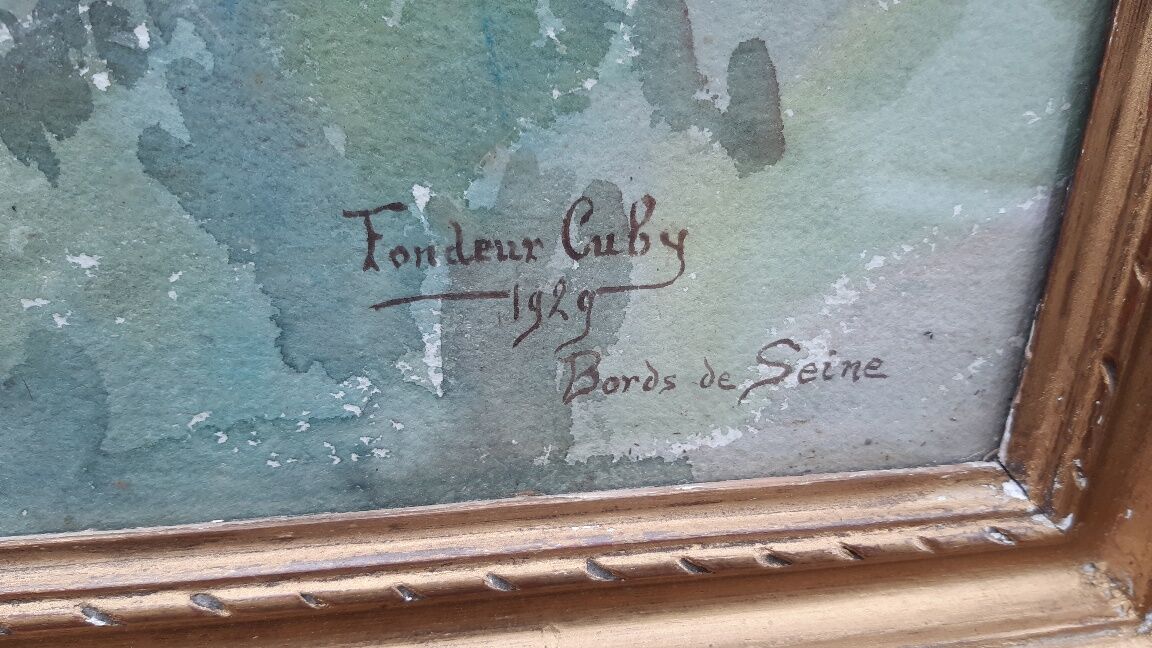 Fondeur Cuby
1929
Bords de Seine